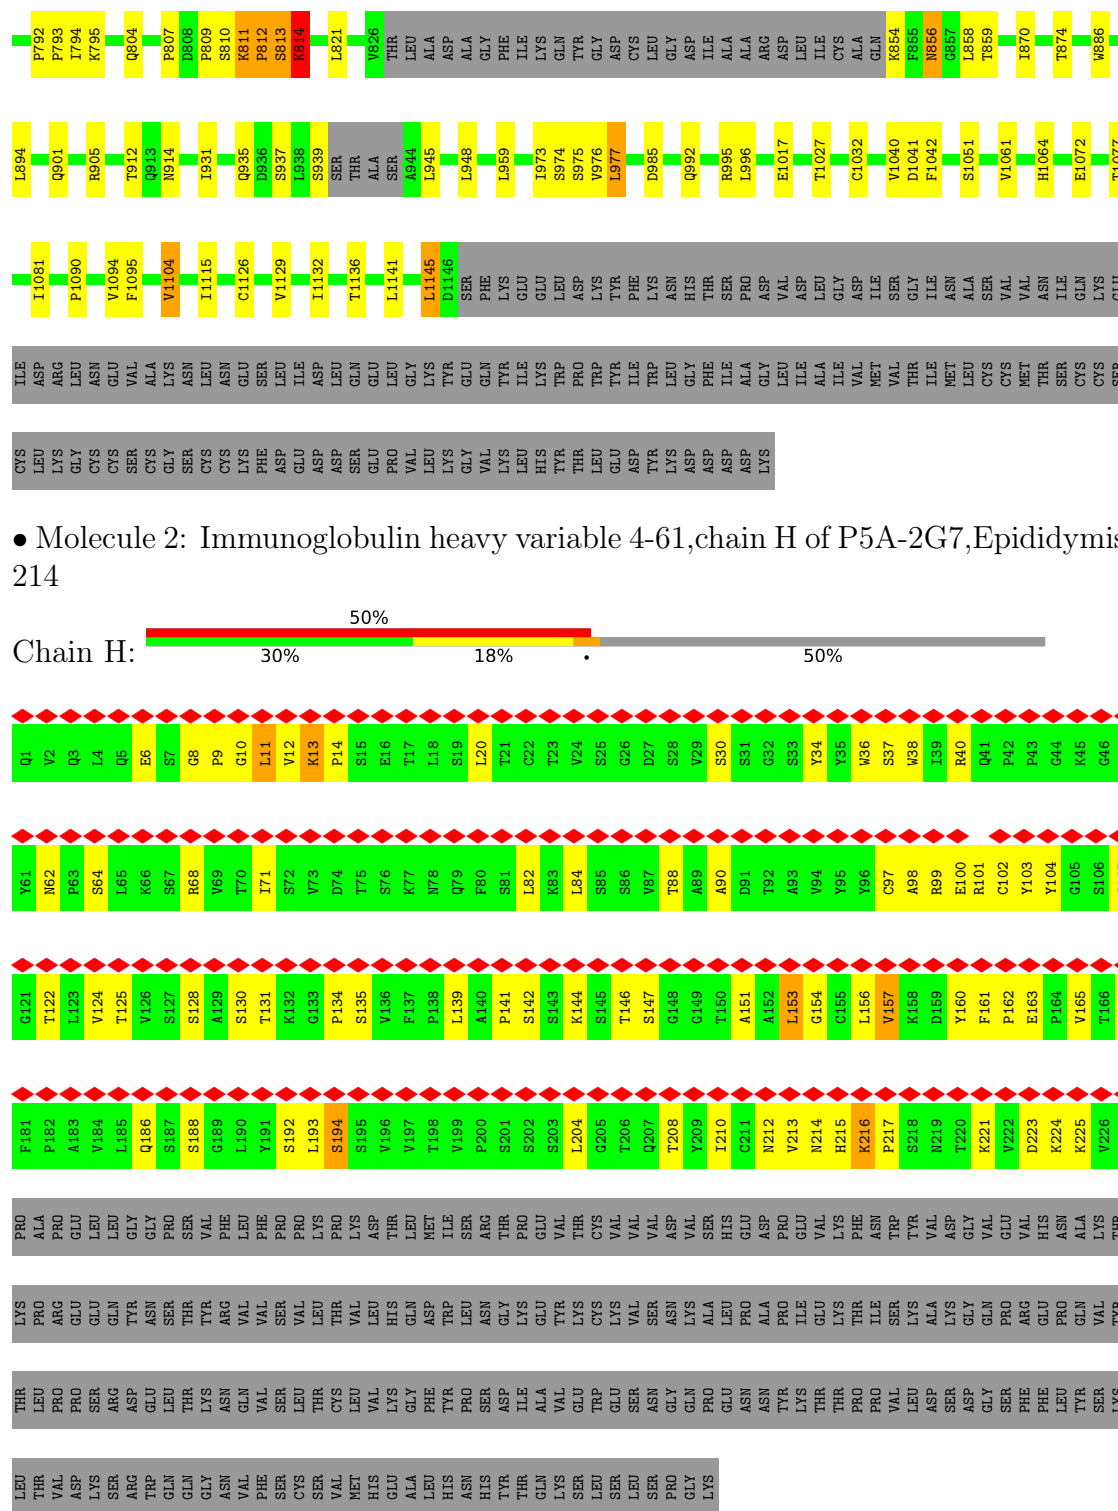 P792 P793 I794 K795 Q804 P807 D808 P809 S810 K811 P812 S813 K814 L821 V826 THR LEU ALA ASP ALA GLY PHE ILE LYS GLN TYR GLY ASP CYS LEU GLY ASP ILE ALA ALA ARG ASP LEU ILE CYS ALA GLN K854 F855 N856 G857 L858 T859 I870 T874 W886
L894 Q901 R905 T912 Q913 N914 I931 Q935 D936 S937 L938 S939 SER THR ALA SER A944 L945 L948 L959 I973 S974 S975 V976 L977 D985 Q992 R995 L996 E1017 T1027 C1032 V1040 D1041 F1042 S1051 V1061 H1064 E1072 T1077
I1081 P1090 V1094 F1095 V1104 I1115 C1126 V1129 I1132 T1136 L1141 L1145 D1146 SER PHE LYS GLU GLU LEU ASP LYS TYR PHE LYS ASN HIS THR SER PRO ASP VAL ASP LEU GLY ASP ILE SER GLY ILE ASN ALA SER VAL VAL ASN ILE GLN LYS GLU
ILE ASP ARG LEU ASN GLU VAL ALA LYS ASN LEU ASN GLU SER LEU ILE ASP LEU GLN GLU LEU GLY LYS TYR GLU GLN TYR ILE LYS TRP PRO TRP TYR ILE TRP LEU GLY PHE ILE ALA GLY LEU ILE ALA ILE VAL MET VAL THR ILE MET LEU CYS CYS MET THR SER CYS CYS SER
CYS LEU LYS GLY CYS CYS SER CYS GLY SER CYS CYS LYS PHE ASP GLU ASP ASP SER GLU PRO VAL LEU LYS GLY VAL LYS LEU HIS TYR THR LEU GLU ASP TYR LYS ASP ASP ASP ASP LYS
• Molecule 2: Immunoglobulin heavy variable 4-61,chain H of P5A-2G7,Epididymis
214
50%
Chain H:
30% 18% • 50%
Q1 V2 Q3 L4 Q5 E6 S7 G8 P9 G10 L11 V12 K13 P14 S15 E16 T17 L18 S19 L20 T21 C22 T23 V24 S25 G26 D27 S28 V29 S30 S31 G32 S33 Y34 Y35 W36 S37 W38 I39 R40 Q41 P42 P43 G44 K45 G46
Y61 N62 P63 S64 L65 K66 S67 R68 V69 T70 I71 S72 V73 D74 T75 S76 K77 N78 Q79 F80 S81 L82 K83 L84 S85 S86 V87 T88 A89 A90 D91 T92 A93 V94 Y95 Y96 C97 A98 R99 E100 R101 C102 Y103 Y104 G105 S106
G121 T122 L123 V124 T125 V126 S127 S128 A129 S130 T131 K132 G133 P134 S135 V136 F137 P138 L139 A140 P141 S142 S143 K144 S145 T146 S147 G148 G149 T150 A151 A152 L153 G154 C155 L156 V157 K158 D159 Y160 F161 P162 E163 P164 V165 T166
F181 P182 A183 V184 L185 Q186 S187 S188 G189 L190 Y191 S192 L193 S194 S195 V196 V197 T198 V199 P200 S201 S202 S203 L204 G205 T206 Q207 T208 Y209 I210 C211 N212 V213 N214 H215 K216 P217 S218 N219 T220 K221 V222 D223 K224 K225 V226
PRO ALA PRO GLU LEU LEU GLY GLY PRO SER VAL PHE LEU PHE PRO PRO LYS PRO LYS ASP THR LEU MET ILE SER ARG THR PRO GLU VAL THR CYS VAL VAL VAL ASP VAL SER HIS GLU ASP PRO GLU VAL LYS PHE ASN TRP TYR VAL ASP GLY VAL GLU VAL HIS ASN ALA LYS THR
LYS PRO ARG GLU GLU GLN TYR ASN SER THR TYR ARG VAL VAL SER VAL LEU THR VAL LEU HIS GLN ASP TRP LEU ASN GLY LYS GLU TYR LYS CYS LYS VAL SER ASN LYS ALA LEU PRO ALA PRO ILE GLU LYS THR ILE SER LYS ALA LYS GLY GLN PRO ARG GLU PRO GLN VAL TYR
THR LEU PRO PRO SER ARG ASP GLU LEU THR LYS ASN GLN VAL SER LEU THR CYS LEU VAL LYS GLY PHE TYR PRO SER ASP ILE ALA VAL GLU TRP GLU SER ASN GLY GLN PRO GLU ASN ASN TYR LYS THR THR PRO PRO VAL LEU ASP SER ASP GLY SER PHE PHE LEU TYR SER LYS
LEU THR VAL ASP LYS SER ARG TRP GLN GLN GLY ASN VAL PHE SER CYS SER VAL MET HIS GLU ALA LEU HIS ASN HIS TYR THR GLN LYS SER LEU SER LEU SER PRO GLY LYS